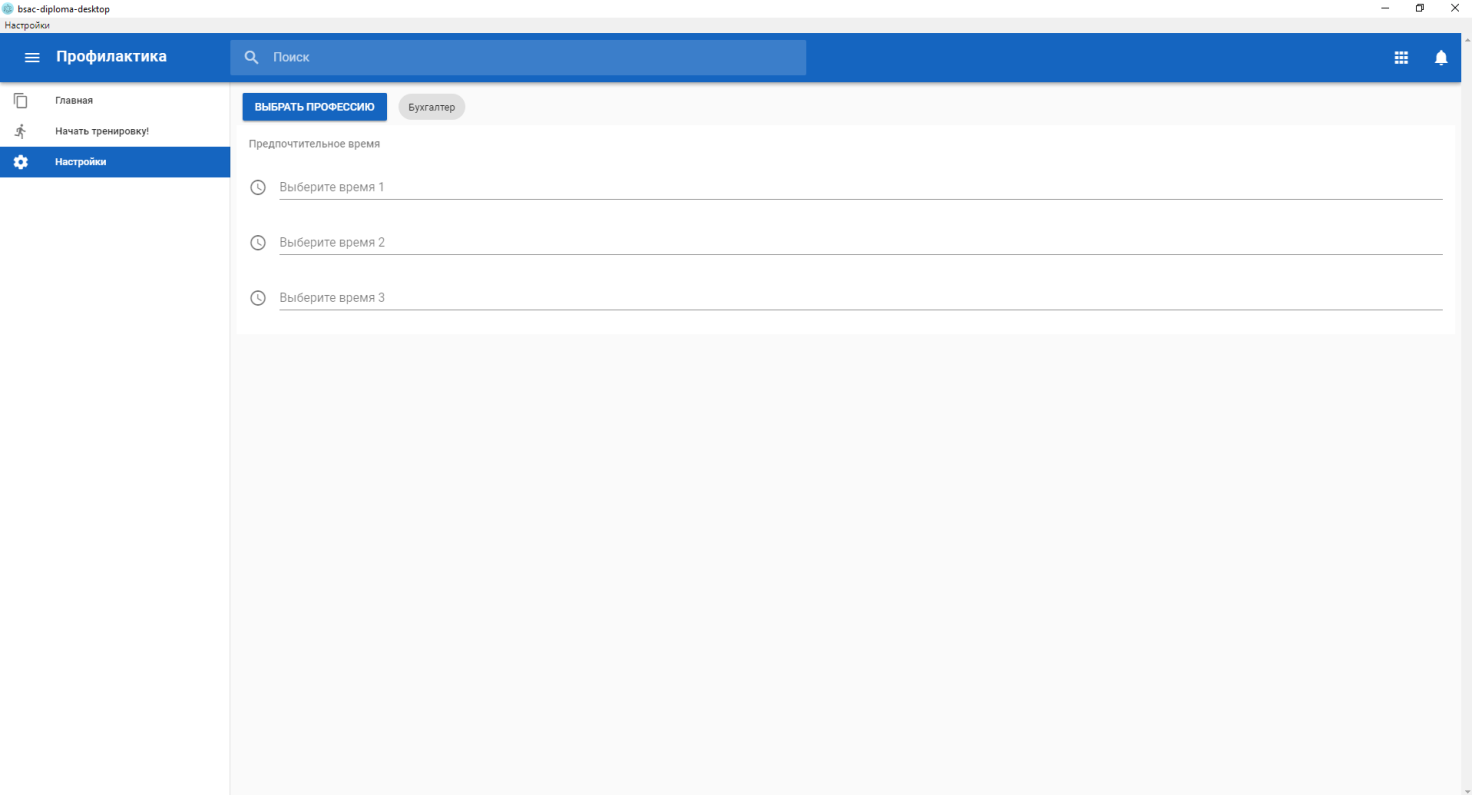 bsac-diploma-desktop
Настройки
Профилактика
Поиск
Главная
Начать тренировку!
Настройки
ВЫБРАТЬ ПРОФЕССИЮ
Бухгалтер
Предпочтительное время
Выберите время 1
Выберите время 2
Выберите время 3